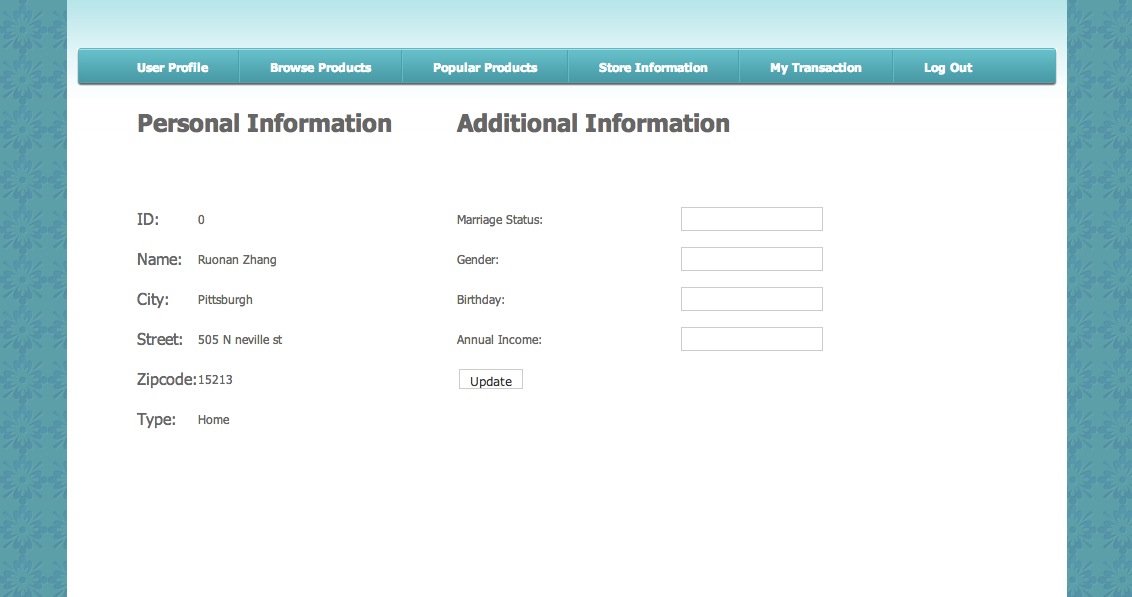 User Profile Browse Products Popular Products Store Information My Transaction Log Out
Personal Information Additional Information
ID: 0 Marriage Status:
Name: Ruonan Zhang Gender:
City: Pittsburgh Birthday:
Street: 505 N neville st Annual Income:
Zipcode: 15213 Update
Type: Home